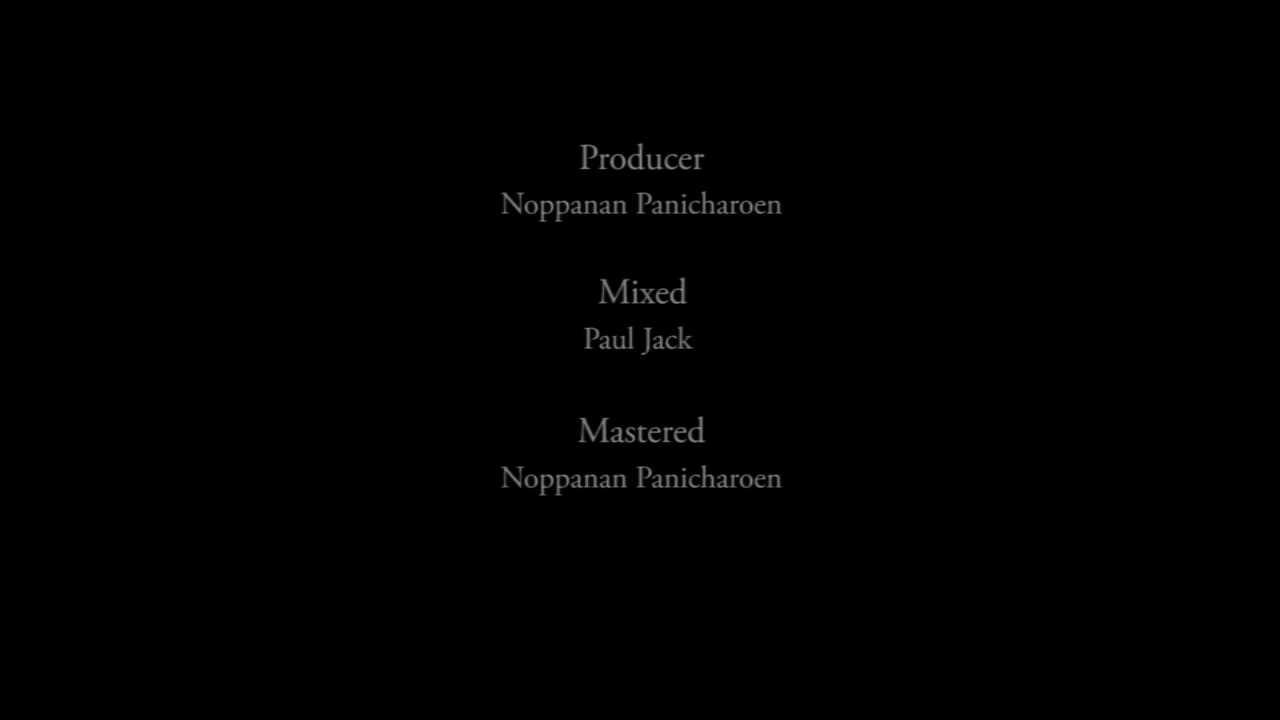 Producer
Noppanan Panicharoen
Mixed
Paul Jack
Mastered
Noppanan Panicharoen